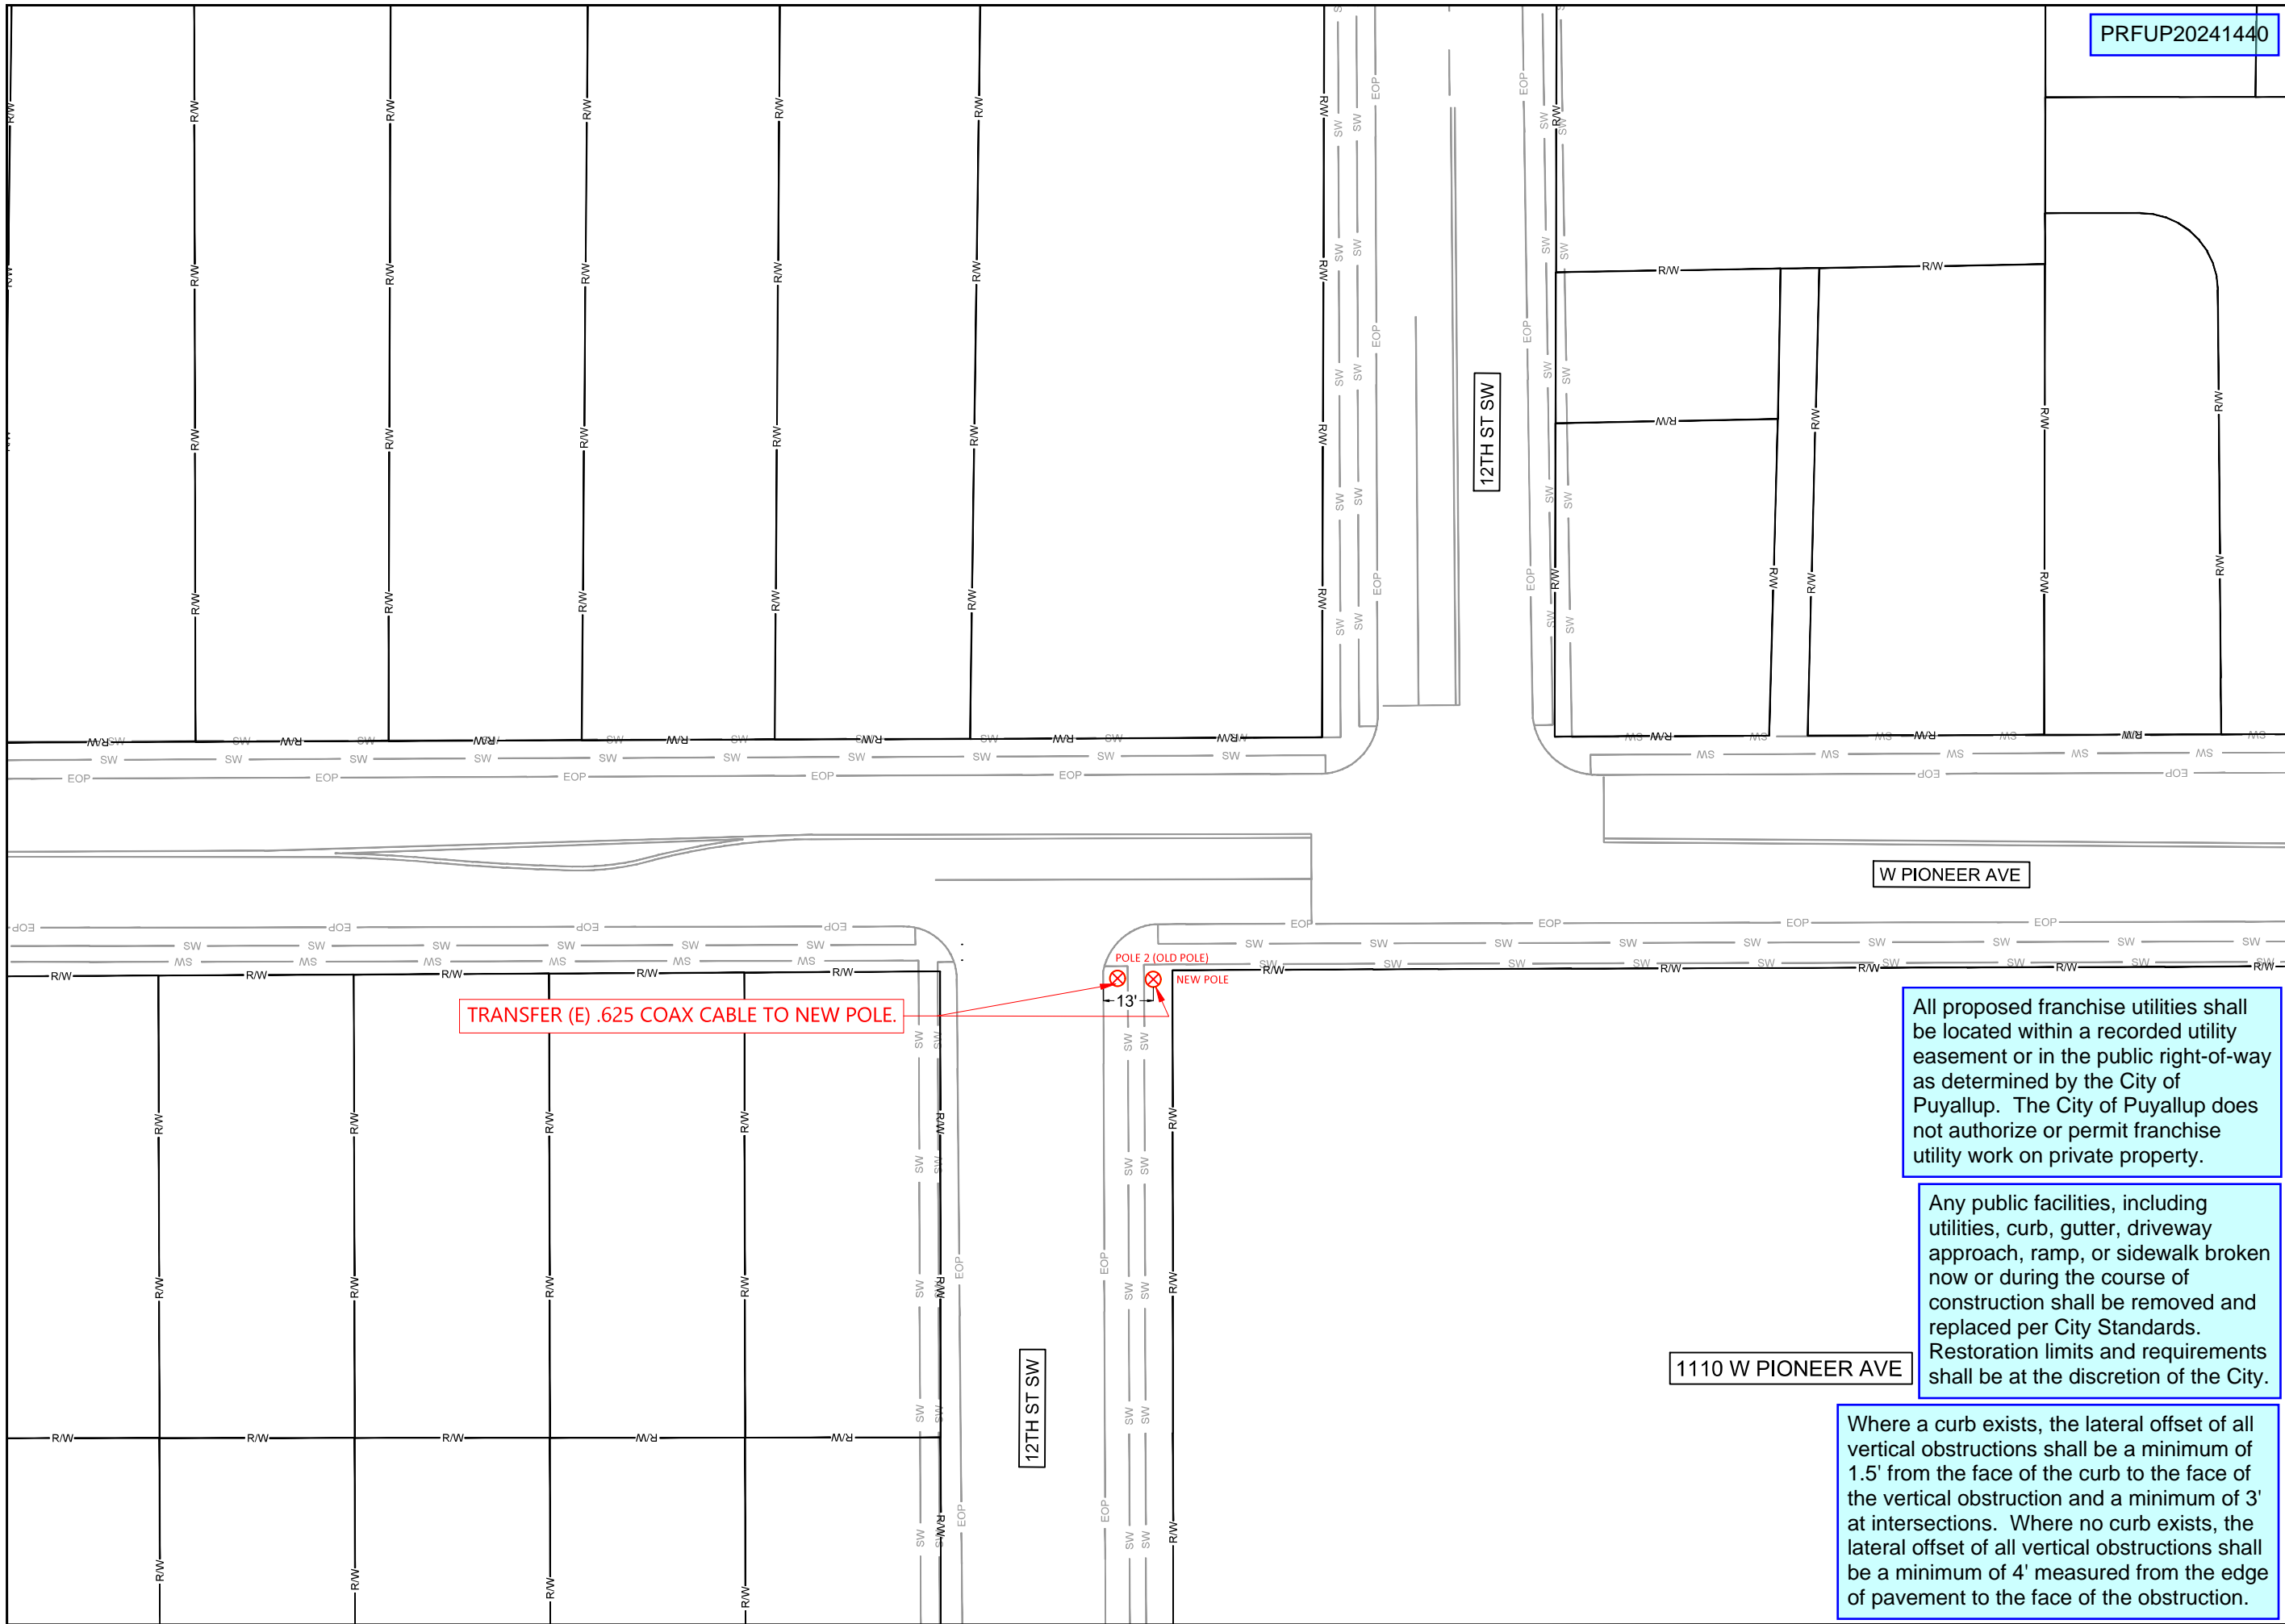 PRFUP20241440
12TH ST SW
W PIONEER AVE
POLE 2 (OLD POLE)
NEW POLE
13'
TRANSFER (E) .625 COAX CABLE TO NEW POLE.
12TH ST SW
1110 W PIONEER AVE
All proposed franchise utilities shall
be located within a recorded utility
easement or in the public right-of-way
as determined by the City of
Puyallup.  The City of Puyallup does
not authorize or permit franchise
utility work on private property.
Any public facilities, including
utilities, curb, gutter, driveway
approach, ramp, or sidewalk broken
now or during the course of
construction shall be removed and
replaced per City Standards.
Restoration limits and requirements
shall be at the discretion of the City.
Where a curb exists, the lateral offset of all
vertical obstructions shall be a minimum of
1.5' from the face of the curb to the face of
the vertical obstruction and a minimum of 3'
at intersections.  Where no curb exists, the
lateral offset of all vertical obstructions shall
be a minimum of 4' measured from the edge
of pavement to the face of the obstruction.
R/W
SW
EOP